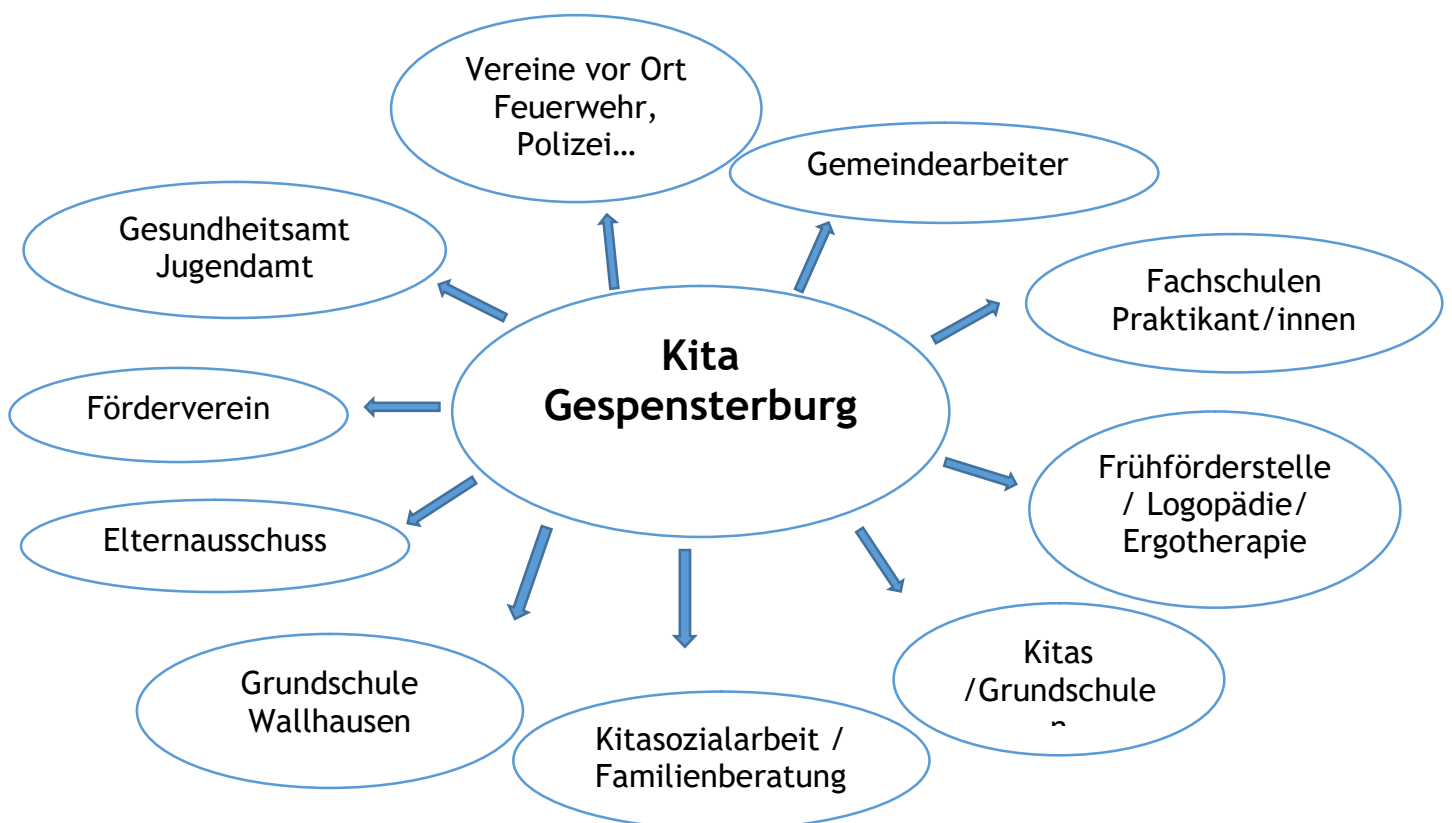 Vereine vor Ort
Feuerwehr,
Polizei…
Gemeindearbeiter
Gesundheitsamt
Jugendamt
Fachschulen
Praktikant/innen
Kita
Gespensterburg
Förderverein
Frühförderstelle
/ Logopädie/
Ergotherapie
Elternausschuss
Kitas
/Grundschule
n
Grundschule
Wallhausen
Kitasozialarbeit /
Familienberatung